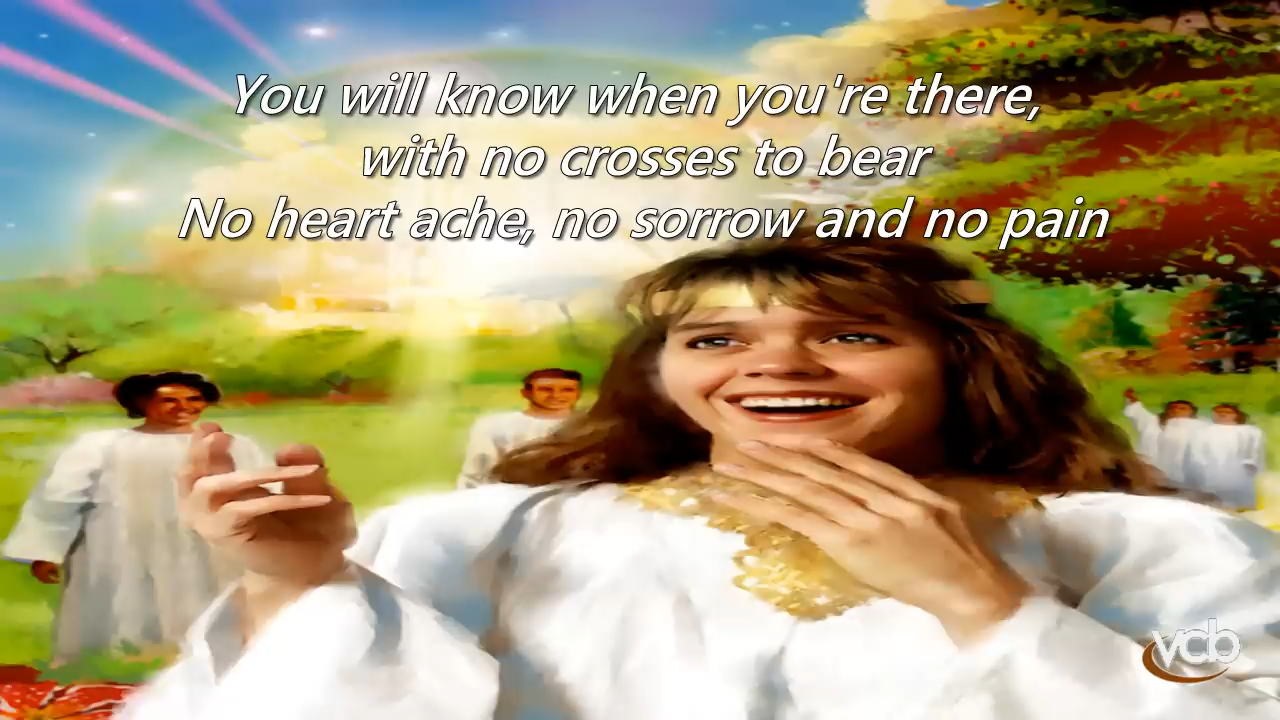 You will know when you're there,
with no crosses to bear
No heart ache, no sorrow and no pain
vcb